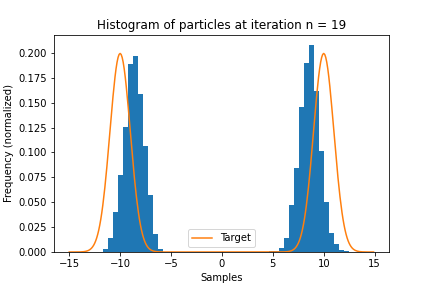 Histogram of particles at iteration n = 19
Frequency (normalized)
0.200
0.175
0.150
0.125
0.100
0.075
0.050
0.025
0.000
Target
−15 −10 −5 0 5 10 15
Samples